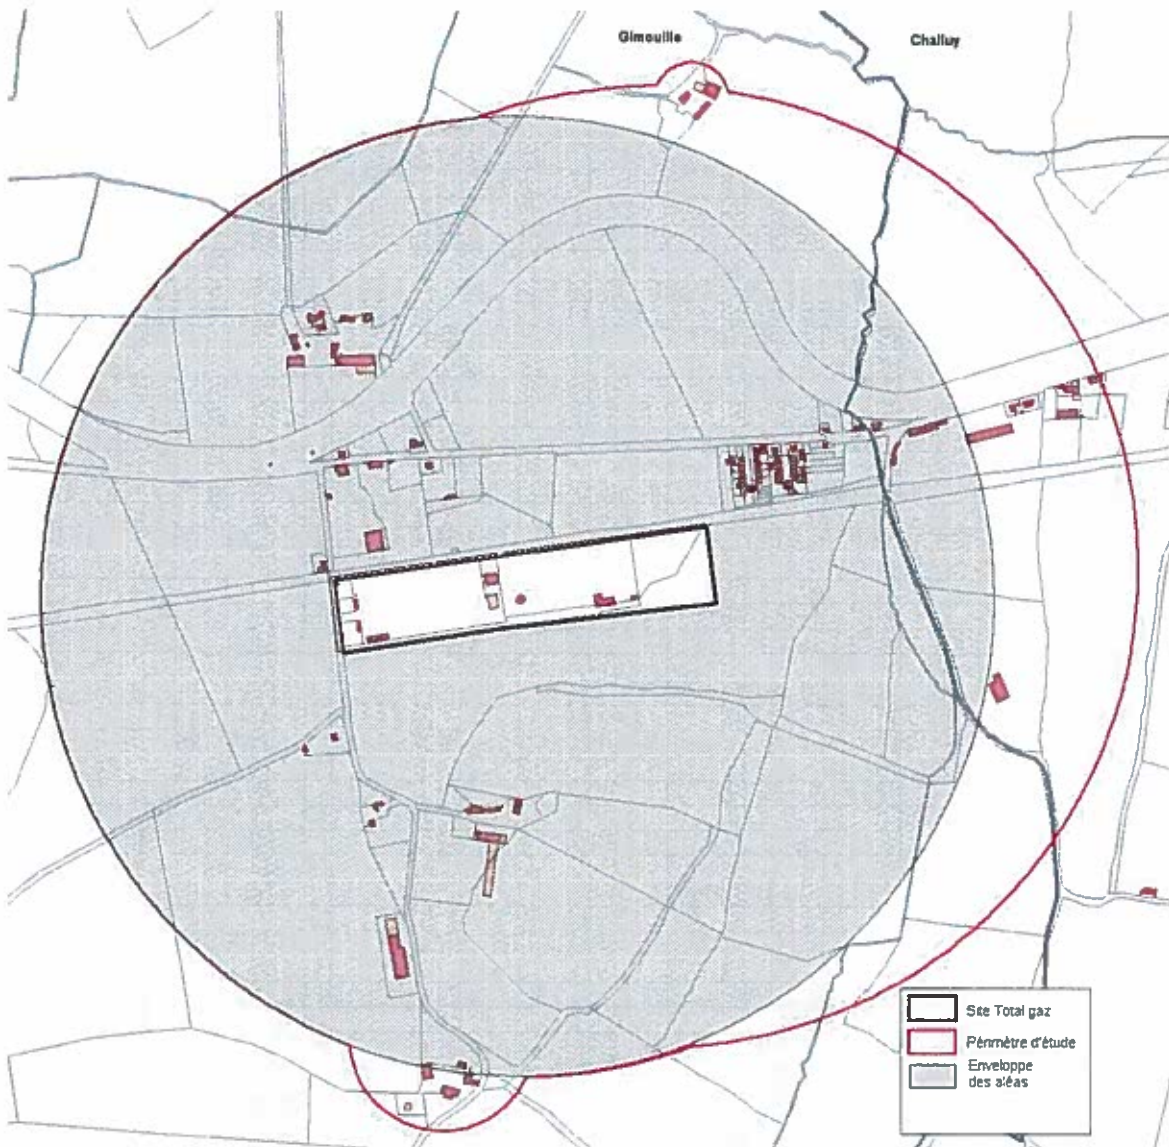 Gimouille
Challuy
Site Total gaz
Périmètre d'étude
Enveloppe
des aléas